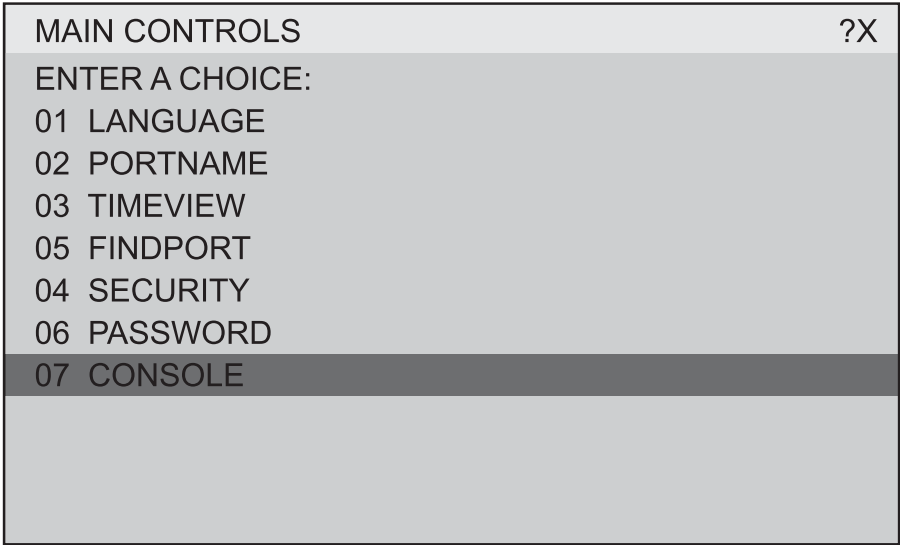 MAIN CONTROLS ?X
ENTER A CHOICE:
01 LANGUAGE
02 PORTNAME
03 TIMEVIEW
05 FINDPORT
04 SECURITY
06 PASSWORD
07 CONSOLE